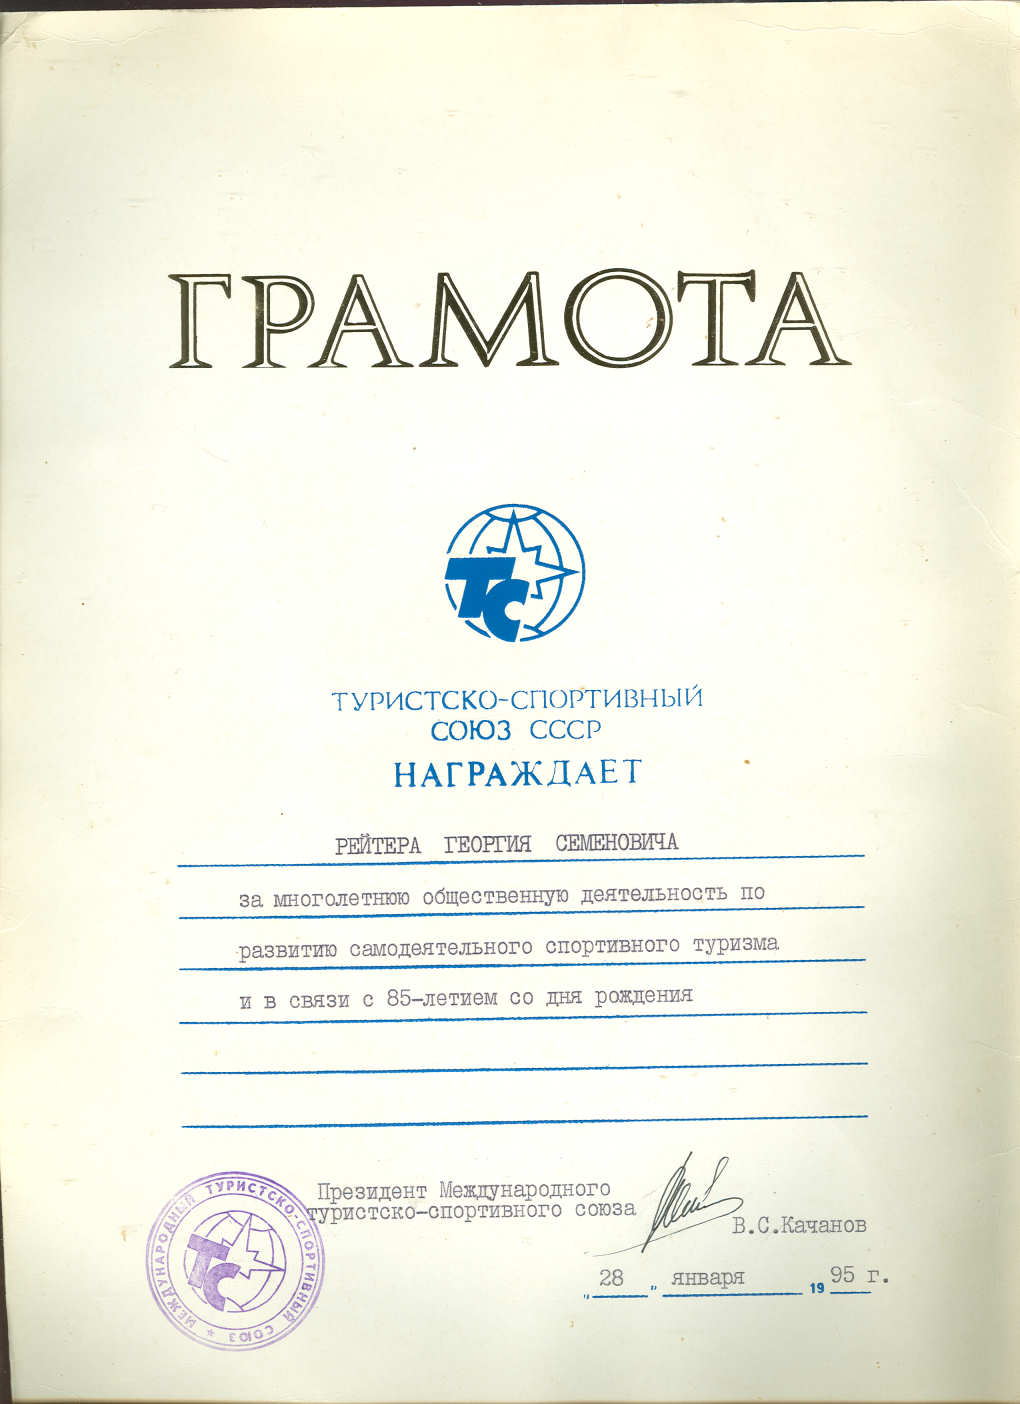 ГРАМОТА
ТС
ТУРИСТСКО-СПОРТИВНЫЙ
СОЮЗ СССР
НАГРАЖДАЕТ
РЕЙТЕРА ГЕОРГИЯ СЕМЕНОВИЧА
за многолетнюю общественную деятельность по
развитию самодеятельного спортивного туризма
и в связи с 85-летием со дня рождения
Президент Международного
туристско-спортивного союза
В.С.Качанов
„ 28 " января 1995 г.
МЕЖДУНАРОДНЫЙ ТУРИСТСКО-СПОРТИВНЫЙ СОЮЗ *
ТС